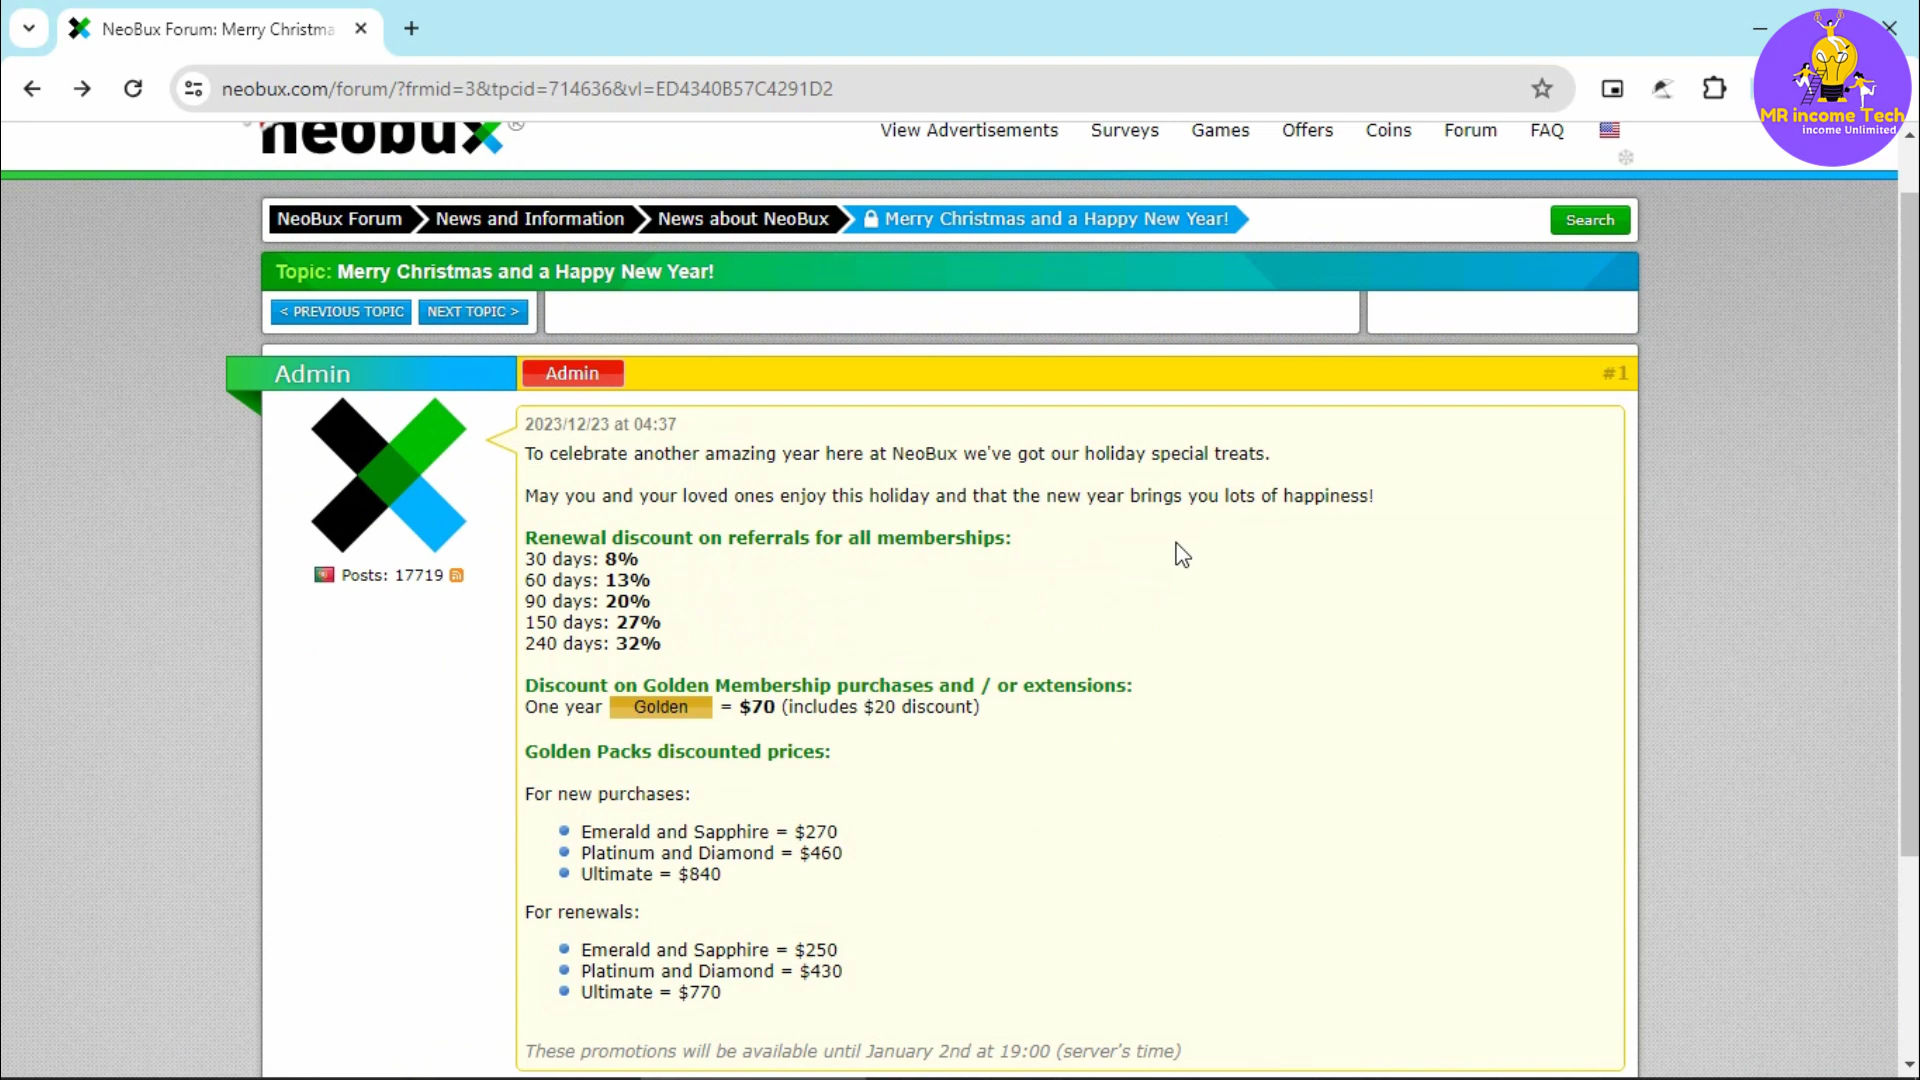 NeoBux Forum: Merry Christma
neobux.com/forum/?frmid=3&tpcid=714636&vl=ED4340B57C4291D2
MR income Tech
income Unlimited
neobux®
View Advertisements Surveys Games Offers Coins Forum FAQ
NeoBux Forum News and Information News about NeoBux Merry Christmas and a Happy New Year! Search
Topic: Merry Christmas and a Happy New Year!
< PREVIOUS TOPIC NEXT TOPIC >
Admin Admin #1
2023/12/23 at 04:37
To celebrate another amazing year here at NeoBux we've got our holiday special treats.
May you and your loved ones enjoy this holiday and that the new year brings you lots of happiness!
Posts: 17719
Renewal discount on referrals for all memberships:
30 days: 8%
60 days: 13%
90 days: 20%
150 days: 27%
240 days: 32%
Discount on Golden Membership purchases and / or extensions:
One year Golden = $70 (includes $20 discount)
Golden Packs discounted prices:
For new purchases:
Emerald and Sapphire = $270
Platinum and Diamond = $460
Ultimate = $840
For renewals:
Emerald and Sapphire = $250
Platinum and Diamond = $430
Ultimate = $770
These promotions will be available until January 2nd at 19:00 (server's time)